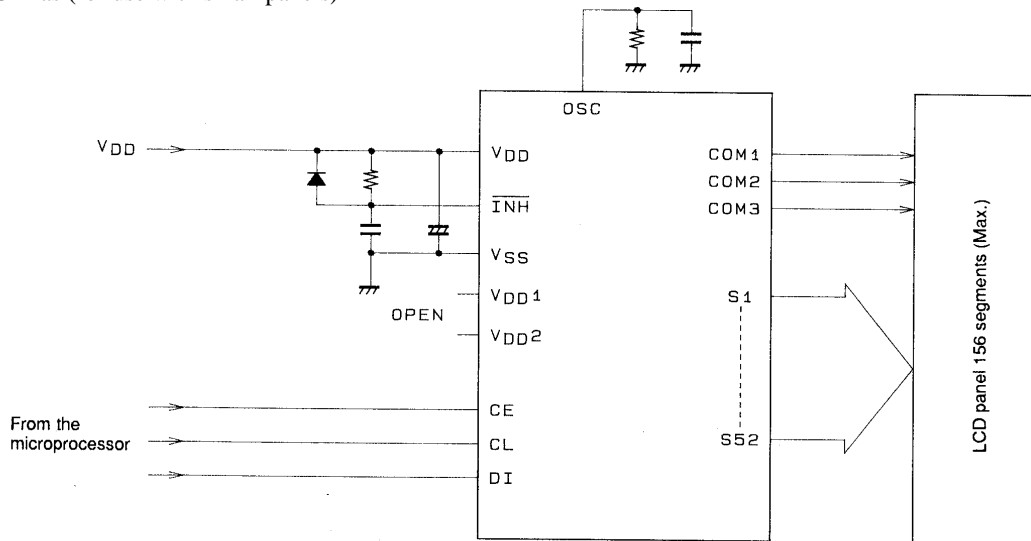 OSC
VDD
VDD
COM1
COM2
INH
COM3
VSS
VDD1
S1
OPEN
VDD2
LCD panel 156 segments (Max.)
CE
From the
microprocessor
CL
S52
DI